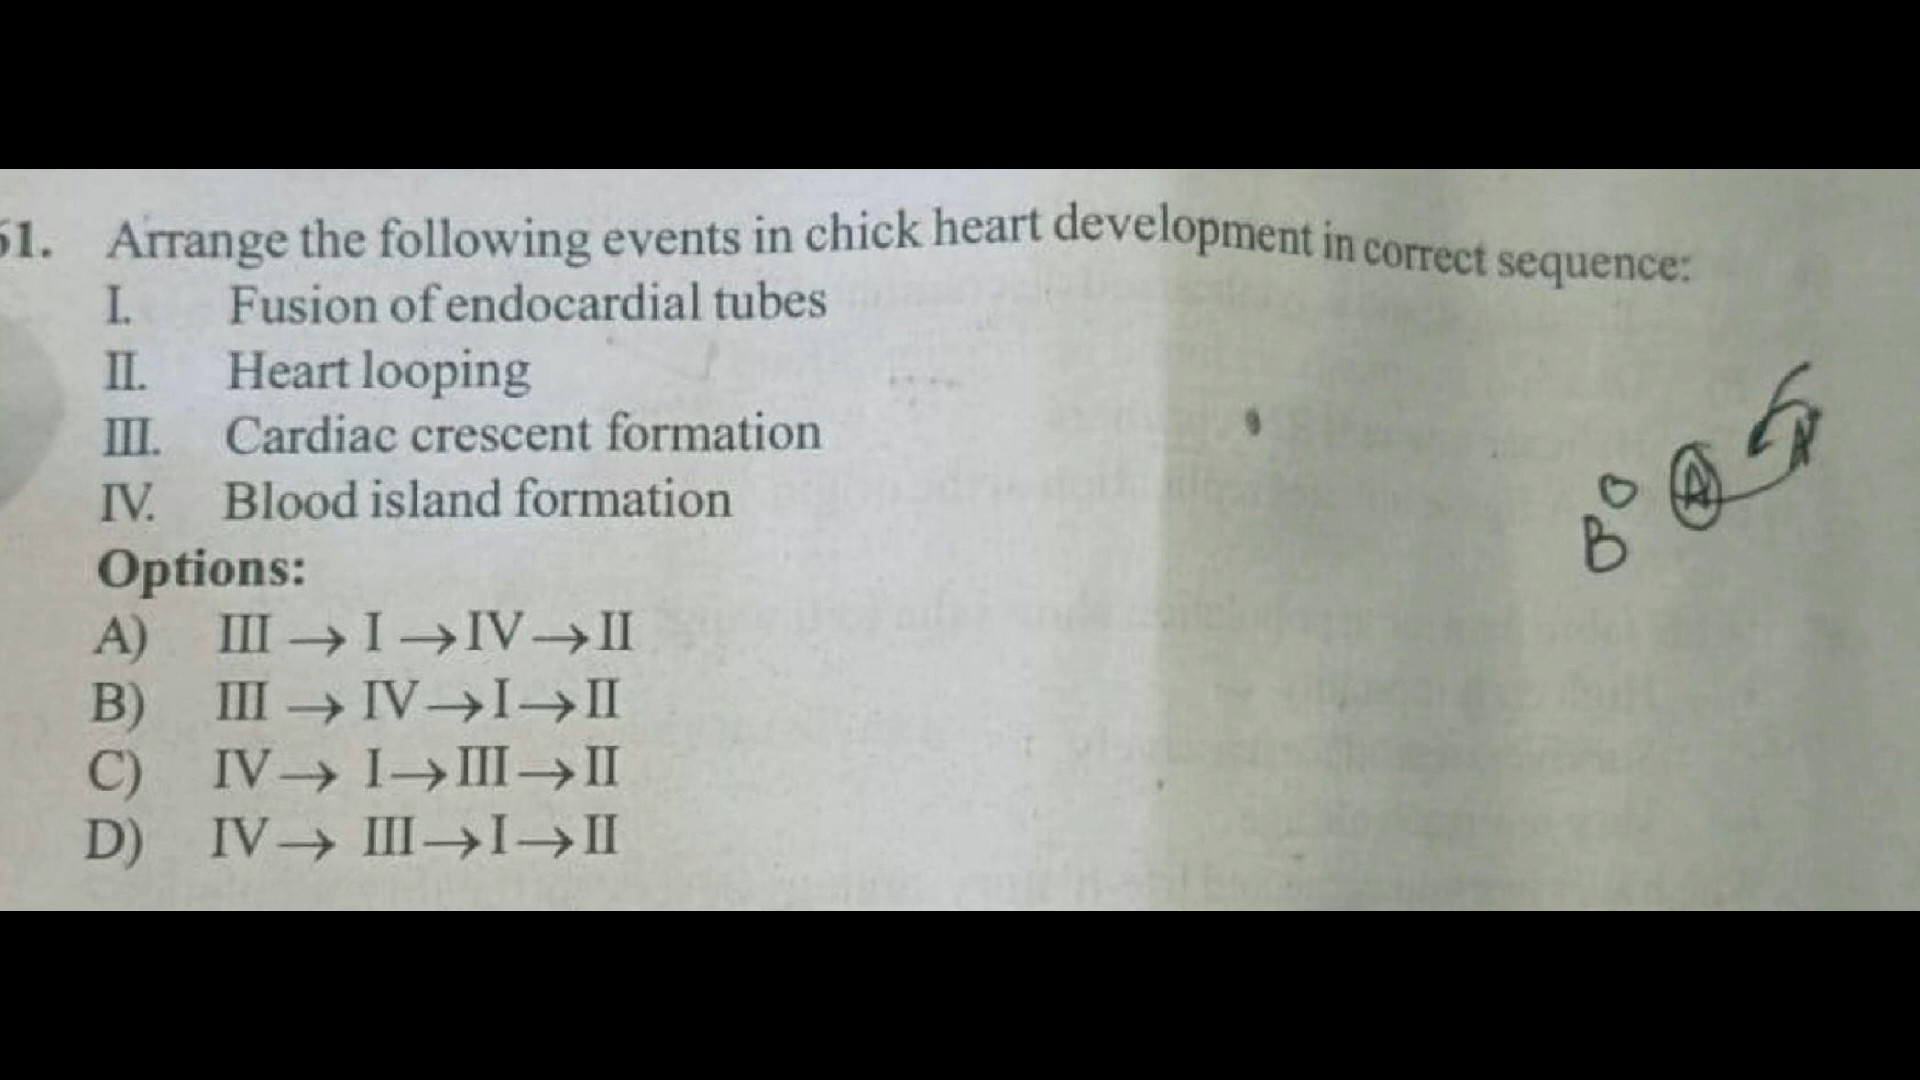 51. Arrange the following events in chick heart development in correct sequence:
I. Fusion of endocardial tubes
II. Heart looping
III. Cardiac crescent formation
IV. Blood island formation
Options:
A) III → I → IV → II
B) III → IV → I → II
C) IV → I → III → II
D) IV → III → I → II
A
B